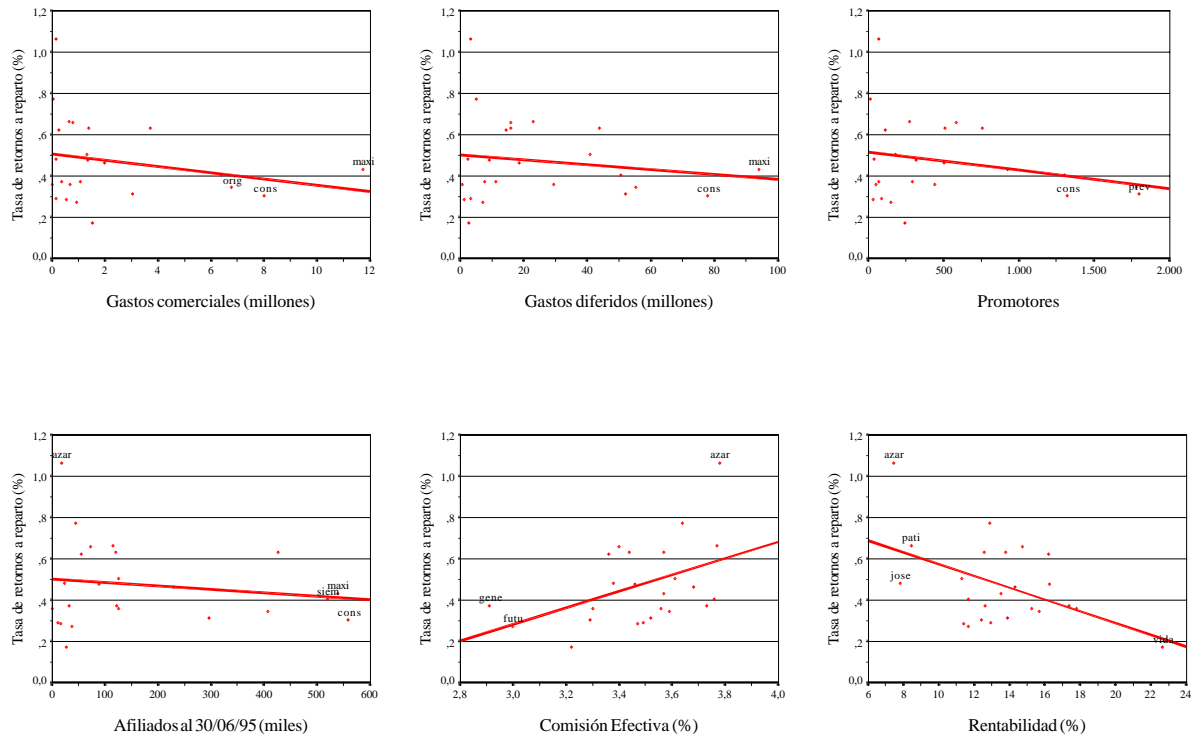 Tasa de retornos a reparto (%)
1,2
1,0
,8
,6
,4
,2
0,0
maxi
orig
cons
0 2 4 6 8 10 12
Gastos comerciales (millones)
Tasa de retornos a reparto (%)
1,2
1,0
,8
,6
,4
,2
0,0
maxi
cons
0 20 40 60 80 100
Gastos diferidos (millones)
Tasa de retornos a reparto (%)
1,2
1,0
,8
,6
,4
,2
0,0
cons
prev
0 500 1.000 1.500 2.000
Promotores
Tasa de retornos a reparto (%)
1,2
1,0
,8
,6
,4
,2
0,0
azar
maxi
siem
cons
0 100 200 300 400 500 600
Afiliados al 30/06/95 (miles)
Tasa de retornos a reparto (%)
1,2
1,0
,8
,6
,4
,2
0,0
azar
gene
futu
2,8 3,0 3,2 3,4 3,6 3,8 4,0
Comisión Efectiva (%)
Tasa de retornos a reparto (%)
1,2
1,0
,8
,6
,4
,2
0,0
azar
pati
jose
vida
6 8 10 12 14 16 18 20 22 24
Rentabilidad (%)